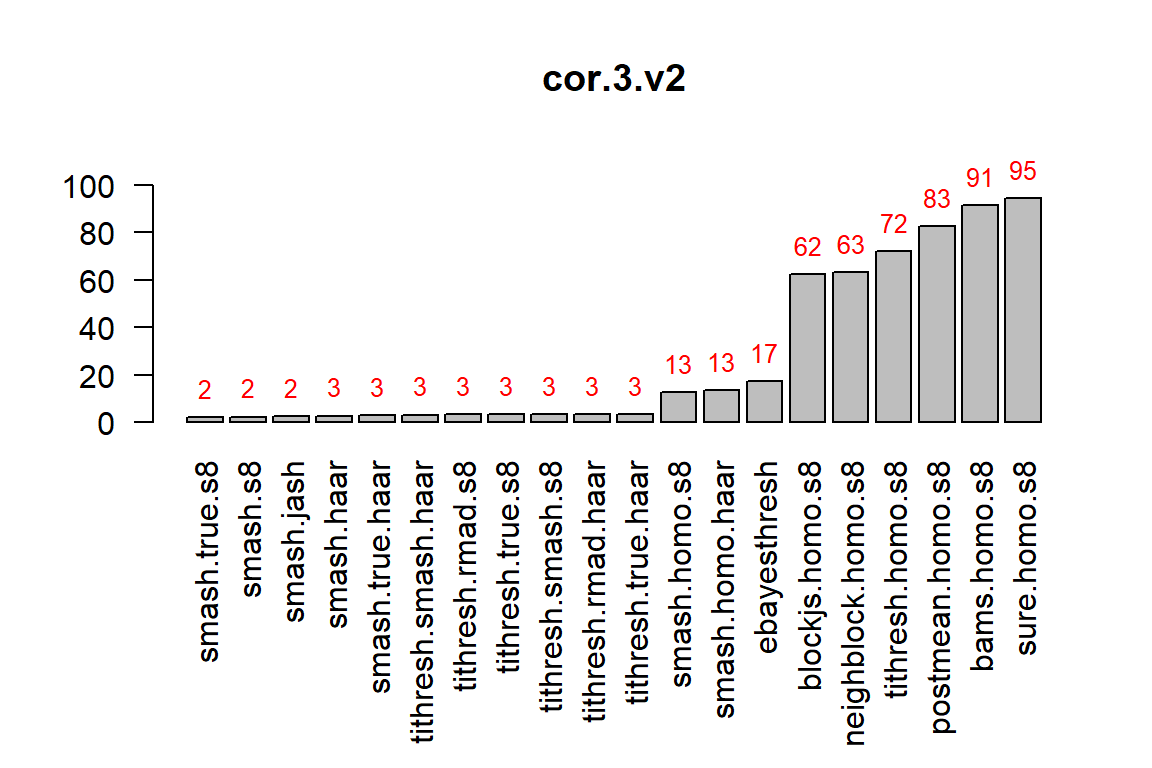 cor.3.v2
100
80
60
40
20
0
2
2
2
3
3
3
3
3
3
3
3
13
13
17
62
63
72
83
91
95
smash.true.s8
smash.s8
smash.jash
smash.haar
smash.true.haar
tithresh.smash.haar
tithresh.rmad.s8
tithresh.true.s8
tithresh.smash.s8
tithresh.rmad.haar
tithresh.true.haar
smash.homo.s8
smash.homo.haar
ebayesthresh
blockjs.homo.s8
neighblock.homo.s8
tithresh.homo.s8
postmean.homo.s8
bams.homo.s8
sure.homo.s8